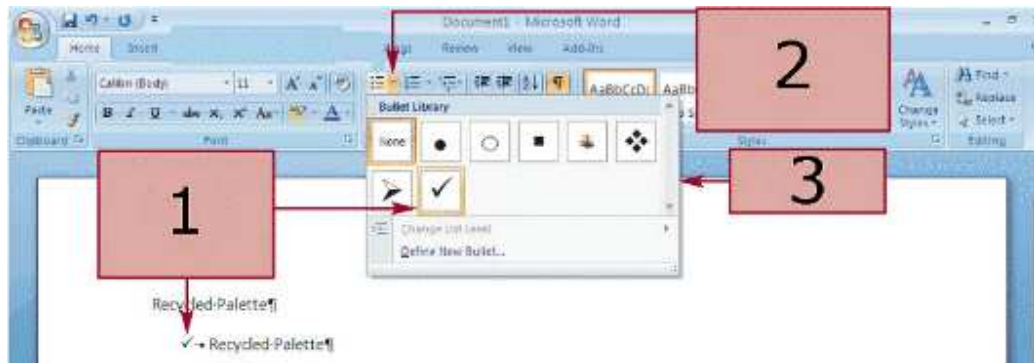 Document1 - Microsoft Word
Home Insert Review View Add-Ins
Paste
Calibri (Body) 11
AaBbCcDc AaBb
Change Styles
Find
Replace
Select
Clipboard Font Styles Editing
Bullet Library
None
Change List Level
Define New Bullet...
1
2
3
Recycled·Palette¶
✓→Recycled·Palette¶